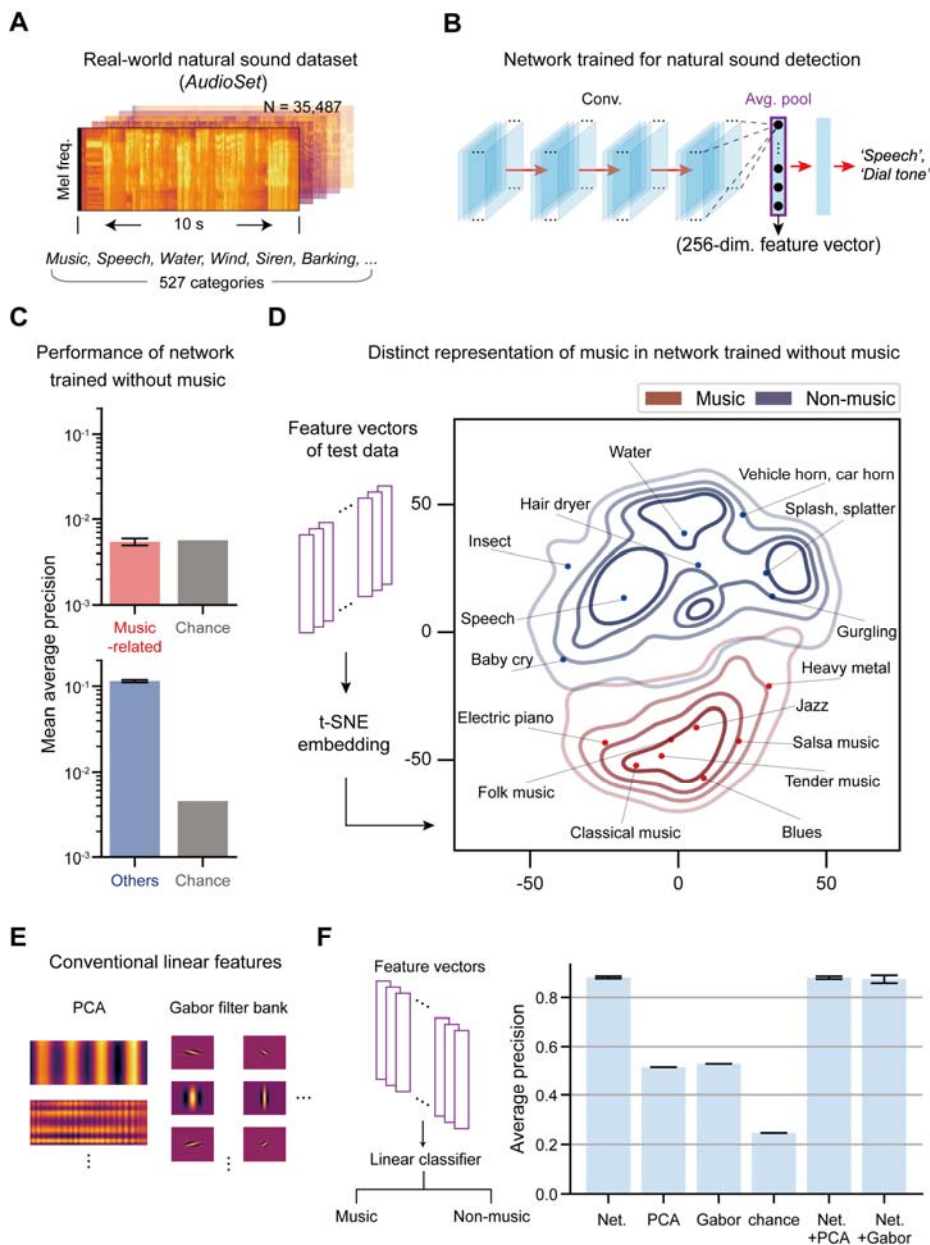 A
Real-world natural sound dataset
(AudioSet)
N = 35,487
Mel freq.
10 s
Music, Speech, Water, Wind, Siren, Barking, ...
527 categories
B
Network trained for natural sound detection
Conv.
Avg. pool
'Speech',
'Dial tone'
(256-dim. feature vector)
C
Performance of network
trained without music
Mean average precision
10-1
10-2
10-3
Music
-related
Chance
10-1
10-2
10-3
Others
Chance
D
Distinct representation of music in network trained without music
Feature vectors
of test data
t-SNE
embedding
Music
Non-music
Water
Vehicle horn, car horn
Hair dryer
Splash, splatter
Insect
Speech
Gurgling
Baby cry
Heavy metal
Jazz
Electric piano
Salsa music
Folk music
Tender music
Classical music
Blues
50
0
-50
-50
0
50
E
Conventional linear features
PCA
Gabor filter bank
F
Feature vectors
Linear classifier
Music
Non-music
Average precision
0.8
0.6
0.4
0.2
0.0
Net.
PCA
Gabor
chance
Net.
+PCA
Net.
+Gabor